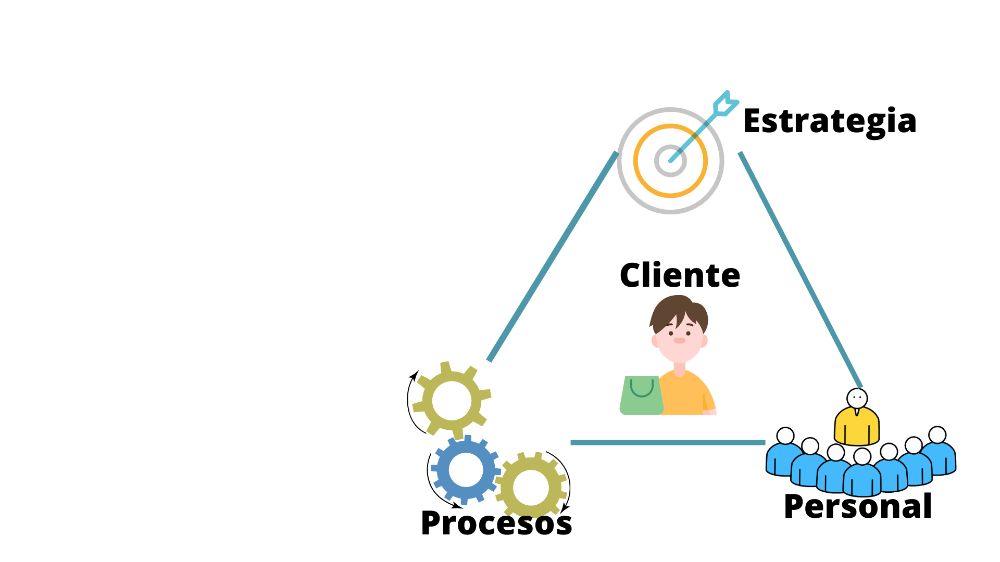 Estrategia
Cliente
Procesos
Personal